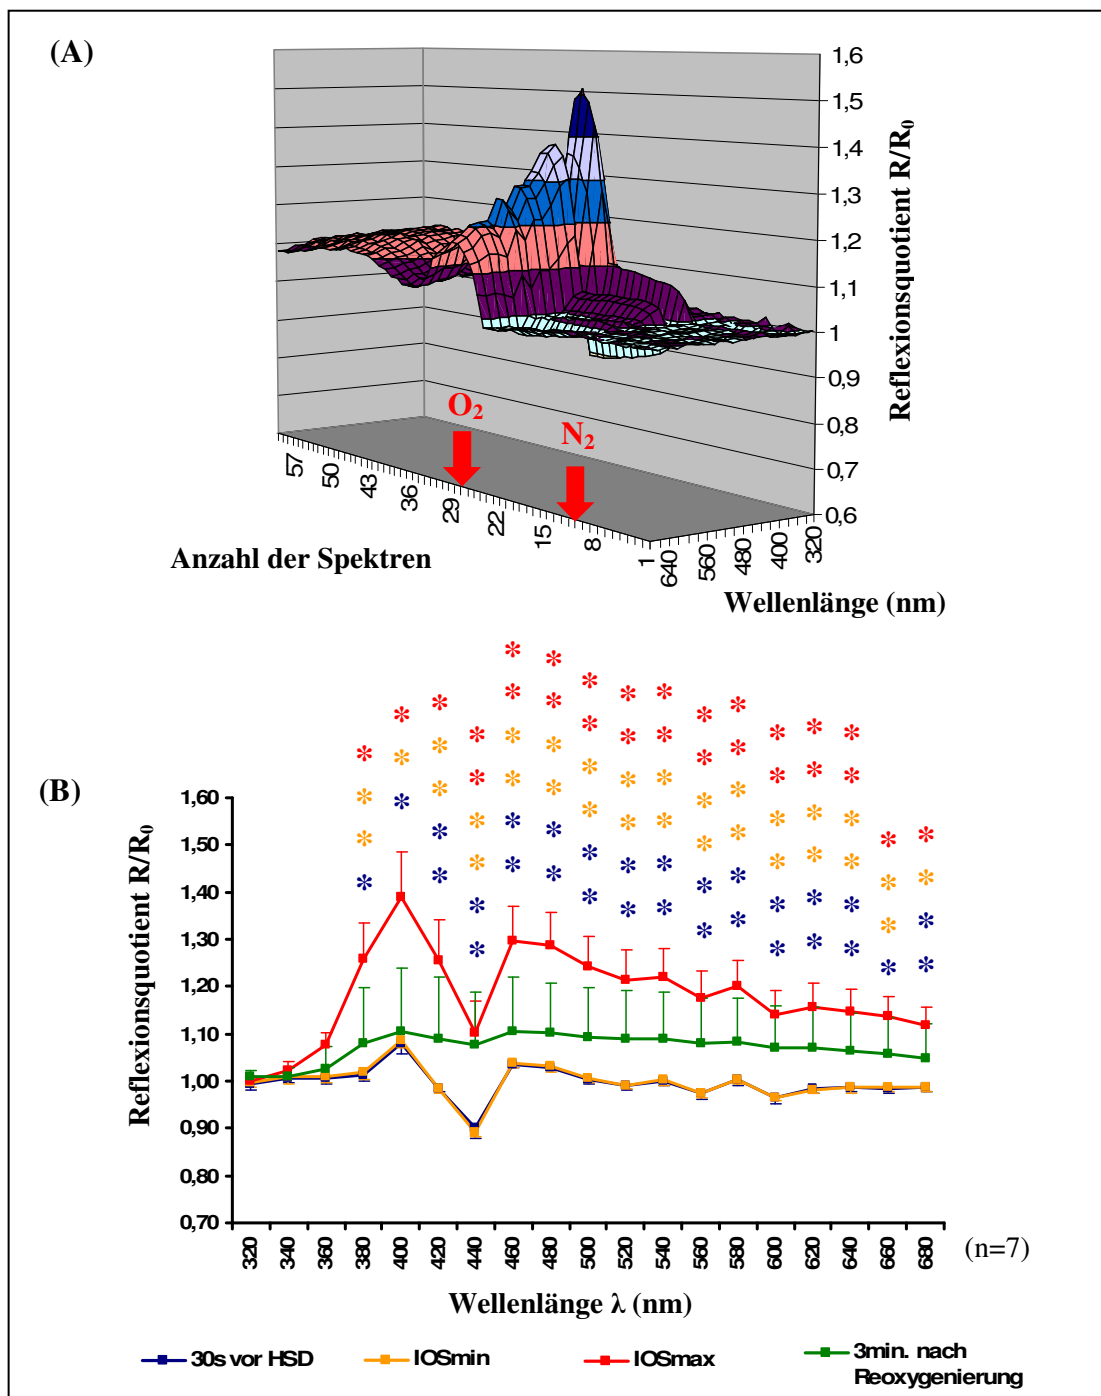 (A)
1,6
1,5
1,4
1,3
1,2
1,1
1
0,9
0,8
0,7
0,6
Reflexionsquotient R/R0
O2
N2
57
50
43
36
29
22
15
8
1
640
560
480
400
320
Anzahl der Spektren
Wellenlänge (nm)
(B)
1,60
1,50
1,40
1,30
1,20
1,10
1,00
0,90
0,80
0,70
Reflexionsquotient R/R0
* * * * * * * * * * * * * * * *
320 340 360 380 400 420 440 460 480 500 520 540 560 580 600 620 640 660 680
(n=7)
Wellenlänge λ (nm)
30s vor HSD
IOSmin
IOSmax
3min. nach
Reoxygenierung